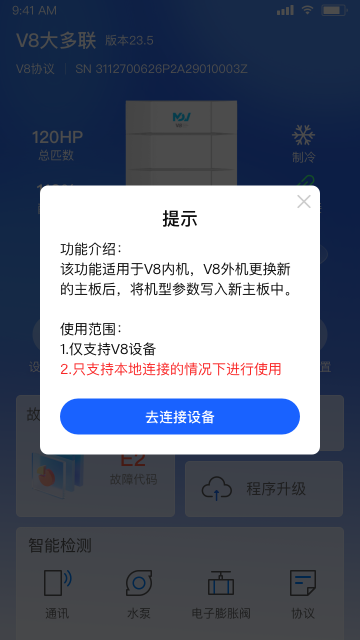 9:41 AM
V8大多联 版本23.5
V8协议 SN 3112700626P2A29010003Z
MDV
120HP
总匹数
制冷
提示
功能介绍：
该功能适用于V8内机，V8外机更换新
的主板后，将机型参数写入新主板中。
使用范围：
1.仅支持V8设备
2.只支持本地连接的情况下进行使用
去连接设备
设
置
故
E2
故障代码
程序升级
智能检测
通讯
水泵
电子膨胀阀
协议